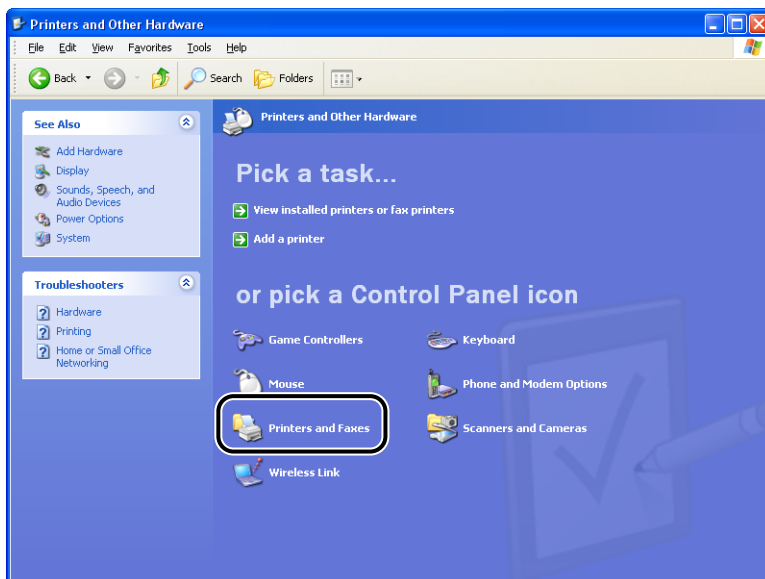 Printers and Other Hardware
File Edit View Favorites Tools Help
Back Search Folders
See Also
Add Hardware
Display
Sounds, Speech, and
Audio Devices
Power Options
System
Troubleshooters
Hardware
Printing
Home or Small Office
Networking
Printers and Other Hardware
Pick a task...
View installed printers or fax printers
Add a printer
or pick a Control Panel icon
Game Controllers Keyboard
Mouse Phone and Modem Options
Printers and Faxes Scanners and Cameras
Wireless Link